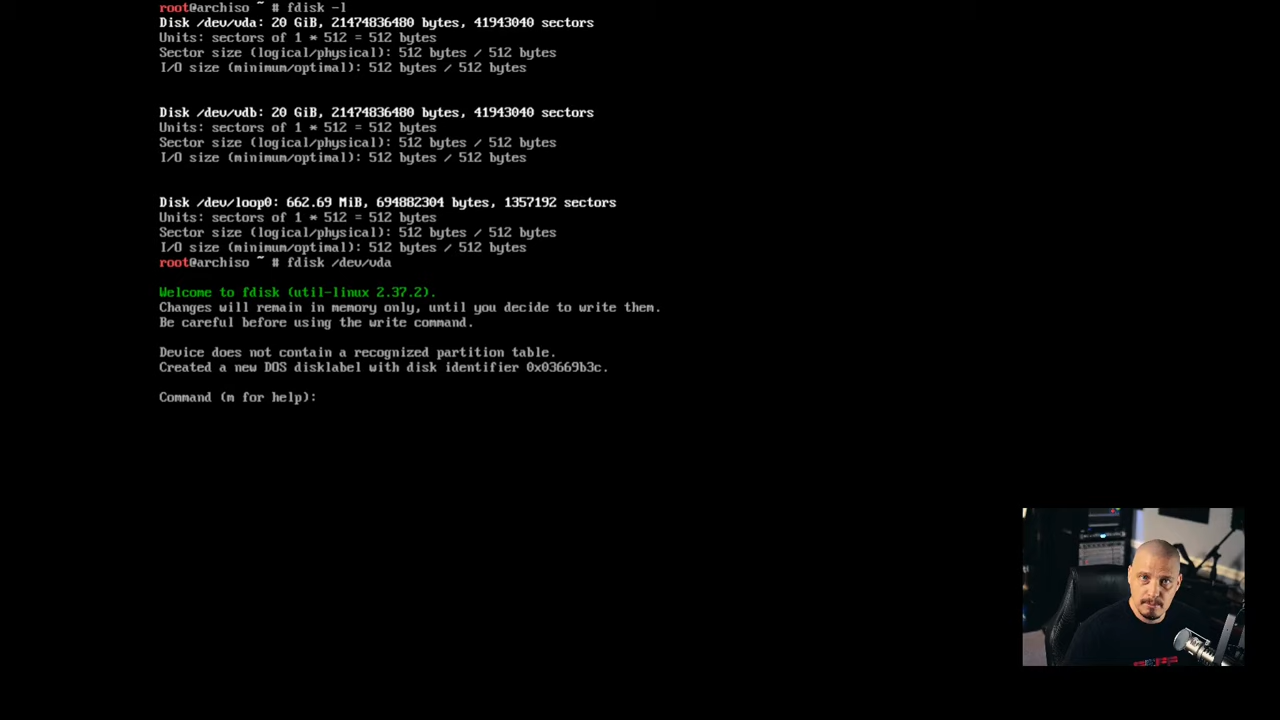 root@archiso ~ # fdisk -l
Disk /dev/vda: 20 GiB, 21474836480 bytes, 41943040 sectors
Units: sectors of 1 * 512 = 512 bytes
Sector size (logical/physical): 512 bytes / 512 bytes
I/O size (minimum/optimal): 512 bytes / 512 bytes
Disk /dev/vdb: 20 GiB, 21474836480 bytes, 41943040 sectors
Units: sectors of 1 * 512 = 512 bytes
Sector size (logical/physical): 512 bytes / 512 bytes
I/O size (minimum/optimal): 512 bytes / 512 bytes
Disk /dev/loop0: 662.69 MiB, 694882304 bytes, 1357192 sectors
Units: sectors of 1 * 512 = 512 bytes
Sector size (logical/physical): 512 bytes / 512 bytes
I/O size (minimum/optimal): 512 bytes / 512 bytes
root@archiso ~ # fdisk /dev/vda
Welcome to fdisk (util-linux 2.37.2).
Changes will remain in memory only, until you decide to write them.
Be careful before using the write command.
Device does not contain a recognized partition table.
Created a new DOS disklabel with disk identifier 0x03669b3c.
Command (m for help):